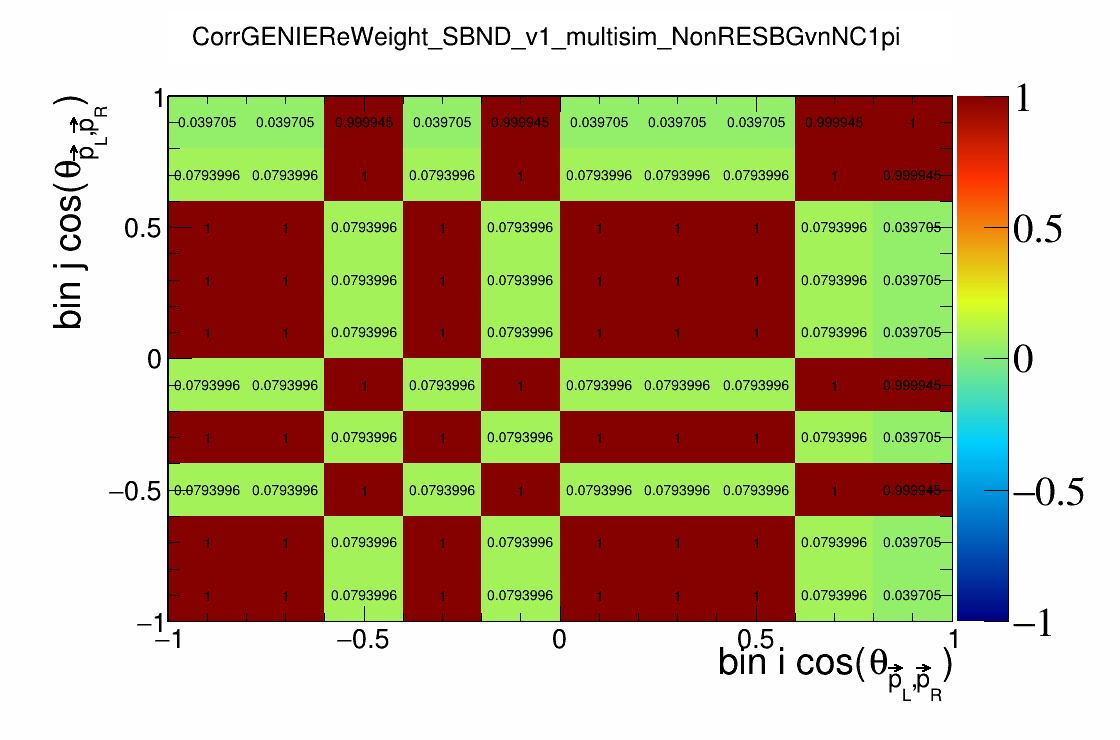 CorrGENIEReWeight_SBND_v1_multisim_NonRESBGvnNC1pi
bin j cos(θ p⃗_L,p⃗_R)
1
0.039705 0.039705 0.999945 0.039705 0.999945 0.039705 0.039705 0.039705 0.999945 1
0.0793996 0.0793996 1 0.0793996 1 0.0793996 0.0793996 0.0793996 1 0.999945
0.5
1 1 0.0793996 1 0.0793996 1 1 1 0.0793996 0.039705
1 1 0.0793996 1 0.0793996 1 1 1 0.0793996 0.039705
1 1 0.0793996 1 0.0793996 1 1 1 0.0793996 0.039705
0
0.0793996 0.0793996 1 0.0793996 1 0.0793996 0.0793996 0.0793996 1 0.999945
1 1 0.0793996 1 0.0793996 1 1 1 0.0793996 0.039705
−0.5
0.0793996 0.0793996 1 0.0793996 1 0.0793996 0.0793996 0.0793996 1 0.999945
1 1 0.0793996 1 0.0793996 1 1 1 0.0793996 0.039705
1 1 0.0793996 1 0.0793996 1 1 1 0.0793996 0.039705
−1
−1 −0.5 0 0.5 1
bin i cos(θ p⃗_L,p⃗_R)
1
0.5
0
−0.5
−1